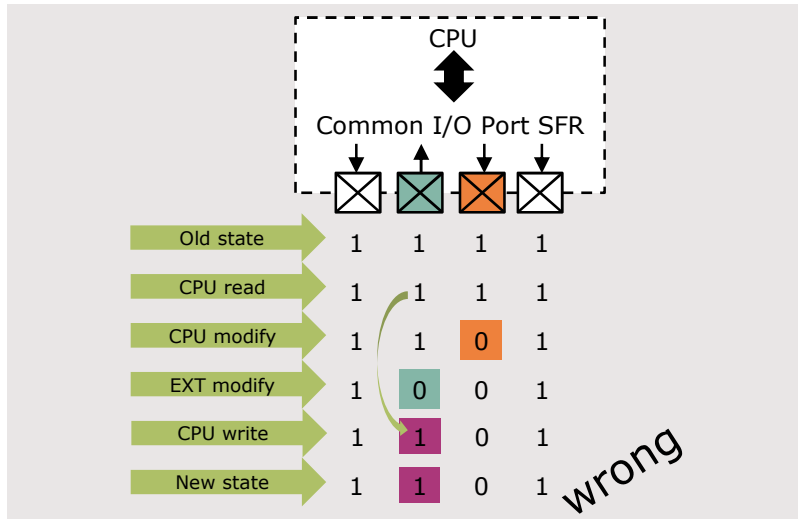 CPU
Common I/O Port SFR
Old state 1 1 1 1
CPU read 1 1 1 1
CPU modify 1 1 0 1
EXT modify 1 0 0 1
CPU write 1 1 0 1
New state 1 1 0 1
wrong